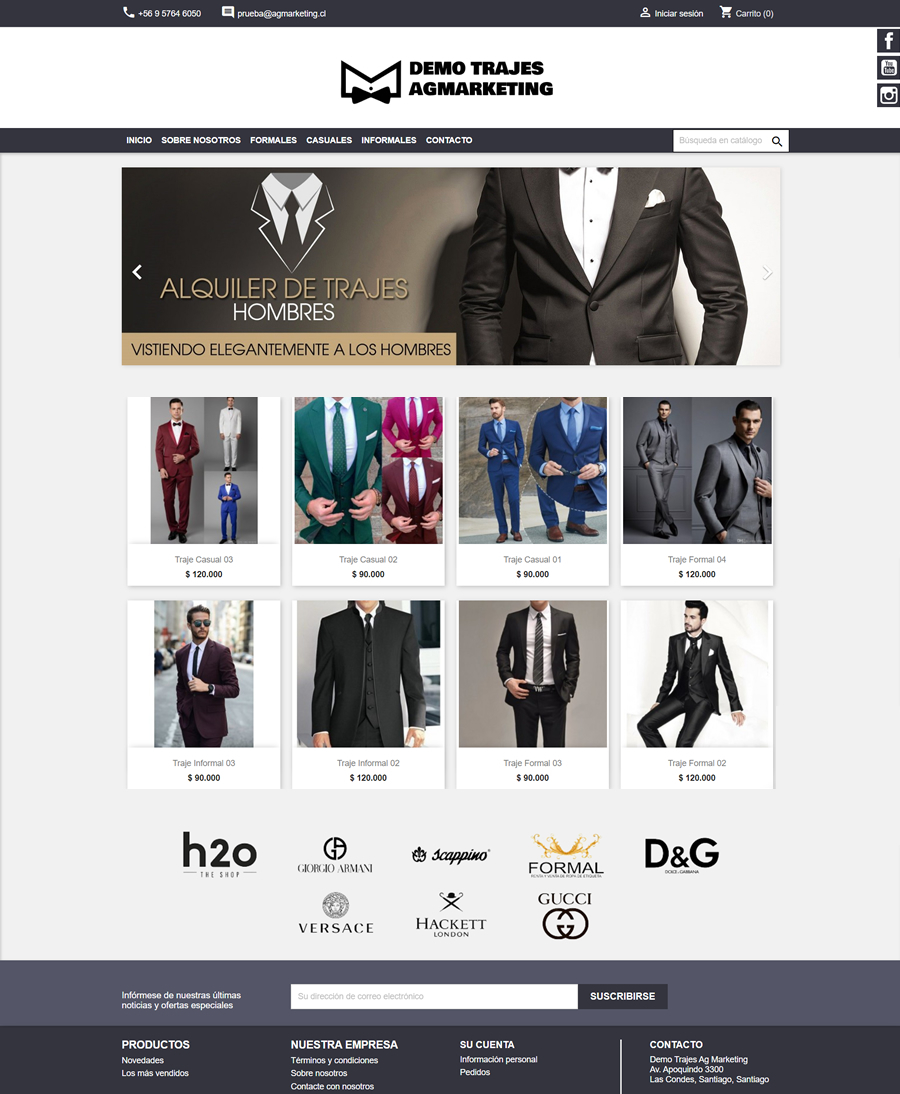 +56 9 5764 6050
prueba@agmarketing.cl
Iniciar sesión
Carrito (0)
DEMO TRAJES
AGMARKETING
INICIO SOBRE NOSOTROS FORMALES CASUALES INFORMALES CONTACTO
Búsqueda en catálogo
ALQUILER DE TRAJES
HOMBRES
VISTIENDO ELEGANTEMENTE A LOS HOMBRES
Traje Casual 03
$ 120.000
Traje Casual 02
$ 90.000
Traje Casual 01
$ 90.000
Traje Formal 04
$ 120.000
Traje Informal 03
$ 90.000
Traje Informal 02
$ 120.000
Traje Formal 03
$ 90.000
Traje Formal 02
$ 120.000
h2o
THE SHOP
GIORGIO ARMANI
Scappino
FORMAL
D&G
DOLCE & GABBANA
VERSACE
HACKETT
LONDON
GUCCI
Infórmese de nuestras últimas
noticias y ofertas especiales
Su dirección de correo electrónico
SUSCRIBIRSE
PRODUCTOS
Novedades
Los más vendidos
NUESTRA EMPRESA
Términos y condiciones
Sobre nosotros
Contacte con nosotros
SU CUENTA
Información personal
Pedidos
CONTACTO
Demo Trajes Ag Marketing
Av. Apoquindo 3300
Las Condes, Santiago, Santiago